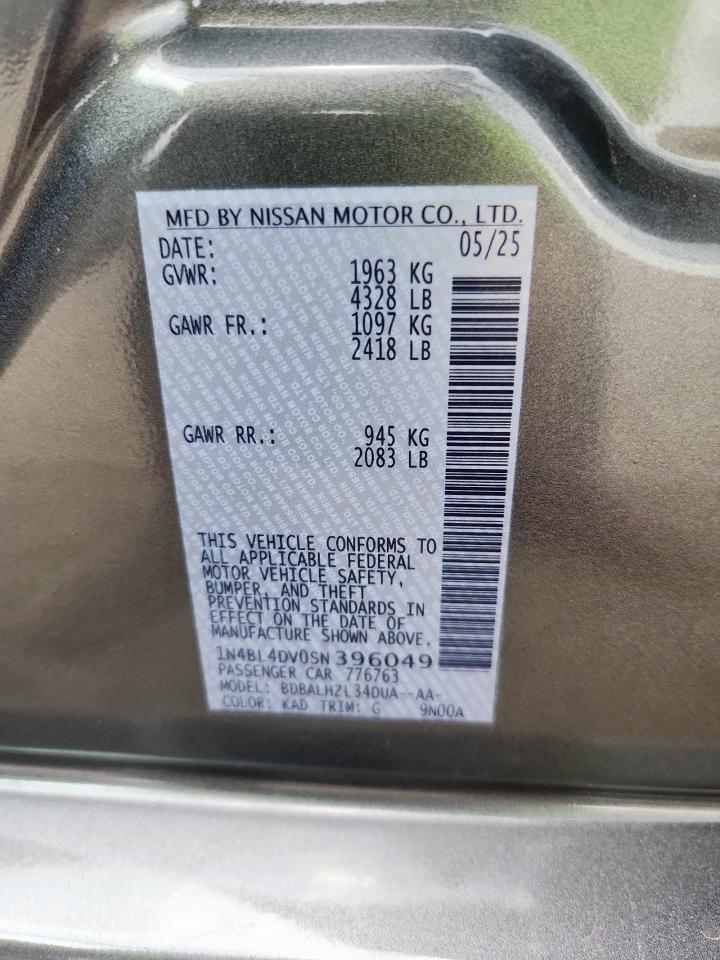 MFD BY NISSAN MOTOR CO., LTD.
DATE: 05/25
GVWR: 1963 KG
4328 LB
GAWR FR.: 1097 KG
2418 LB
GAWR RR.: 945 KG
2083 LB
THIS VEHICLE CONFORMS TO
ALL APPLICABLE FEDERAL
MOTOR VEHICLE SAFETY,
BUMPER, AND THEFT
PREVENTION STANDARDS IN
EFFECT ON THE DATE OF
MANUFACTURE SHOWN ABOVE.
1N4BL4DV0SN396049
PASSENGER CAR 776763
MODEL: BDBALHZL34DUA--AA-
COLOR: KAD TRIM: G 9N00A